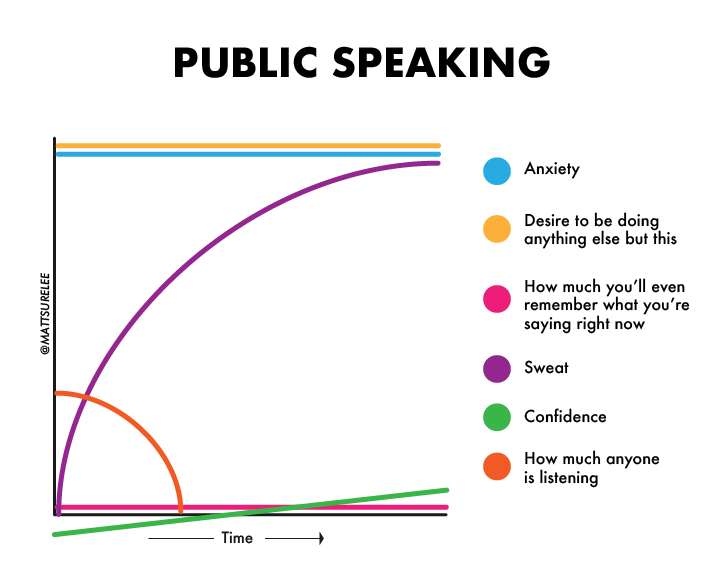 PUBLIC SPEAKING
@MATTSURELEE
Anxiety
Desire to be doing
anything else but this
How much you'll even
remember what you're
saying right now
Sweat
Confidence
How much anyone
is listening
Time